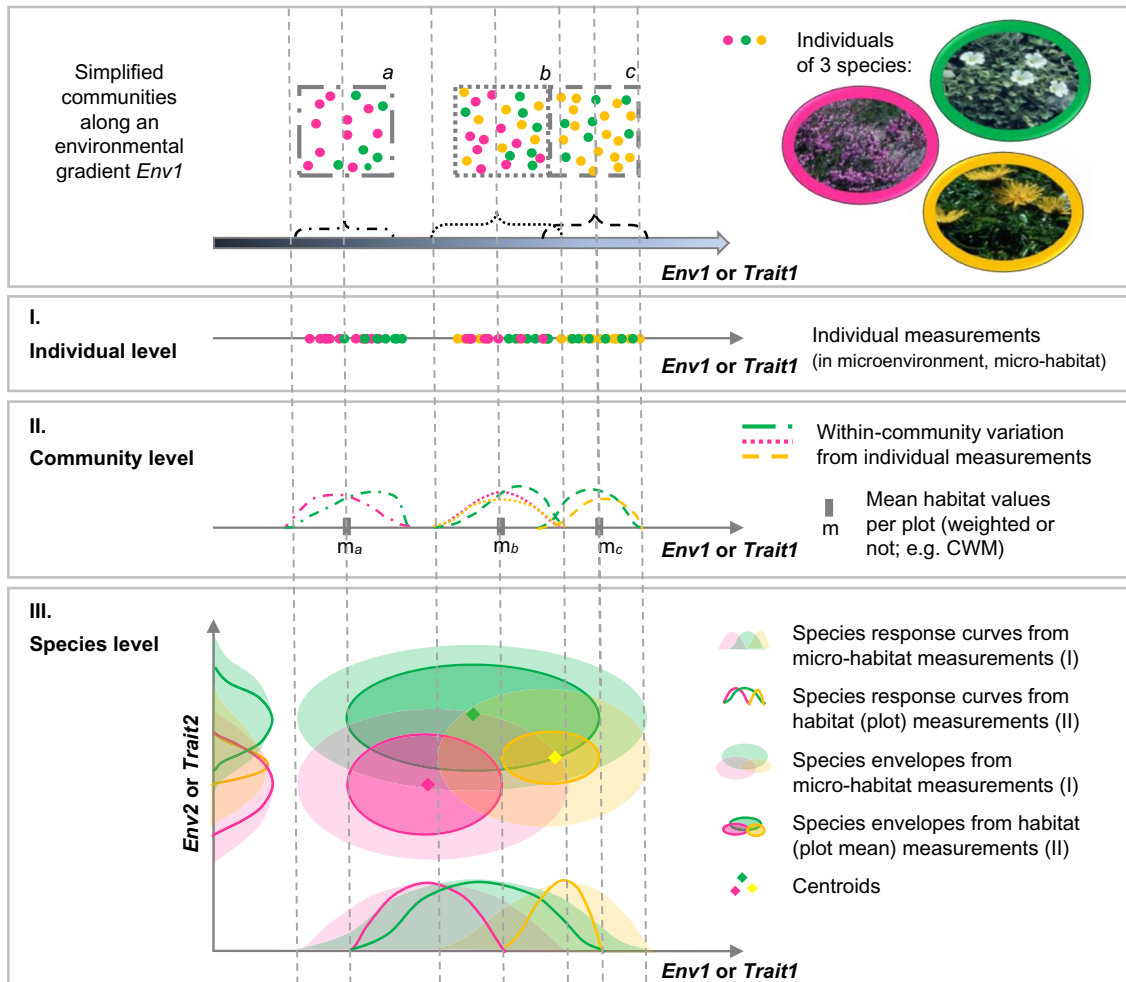 Simplified
communities
along an
environmental
gradient Env1
a
b
c
Individuals
of 3 species:
Env1 or Trait1
I.
Individual level
Env1 or Trait1
Individual measurements
(in microenvironment, micro-habitat)
II.
Community level
ma
mb
mc
Env1 or Trait1
Within-community variation
from individual measurements
m
Mean habitat values
per plot (weighted or
not; e.g. CWM)
III.
Species level
Env2 or Trait2
Env1 or Trait1
Species response curves from
micro-habitat measurements (I)
Species response curves from
habitat (plot) measurements (II)
Species envelopes from
micro-habitat measurements (I)
Species envelopes from habitat
(plot mean) measurements (II)
Centroids